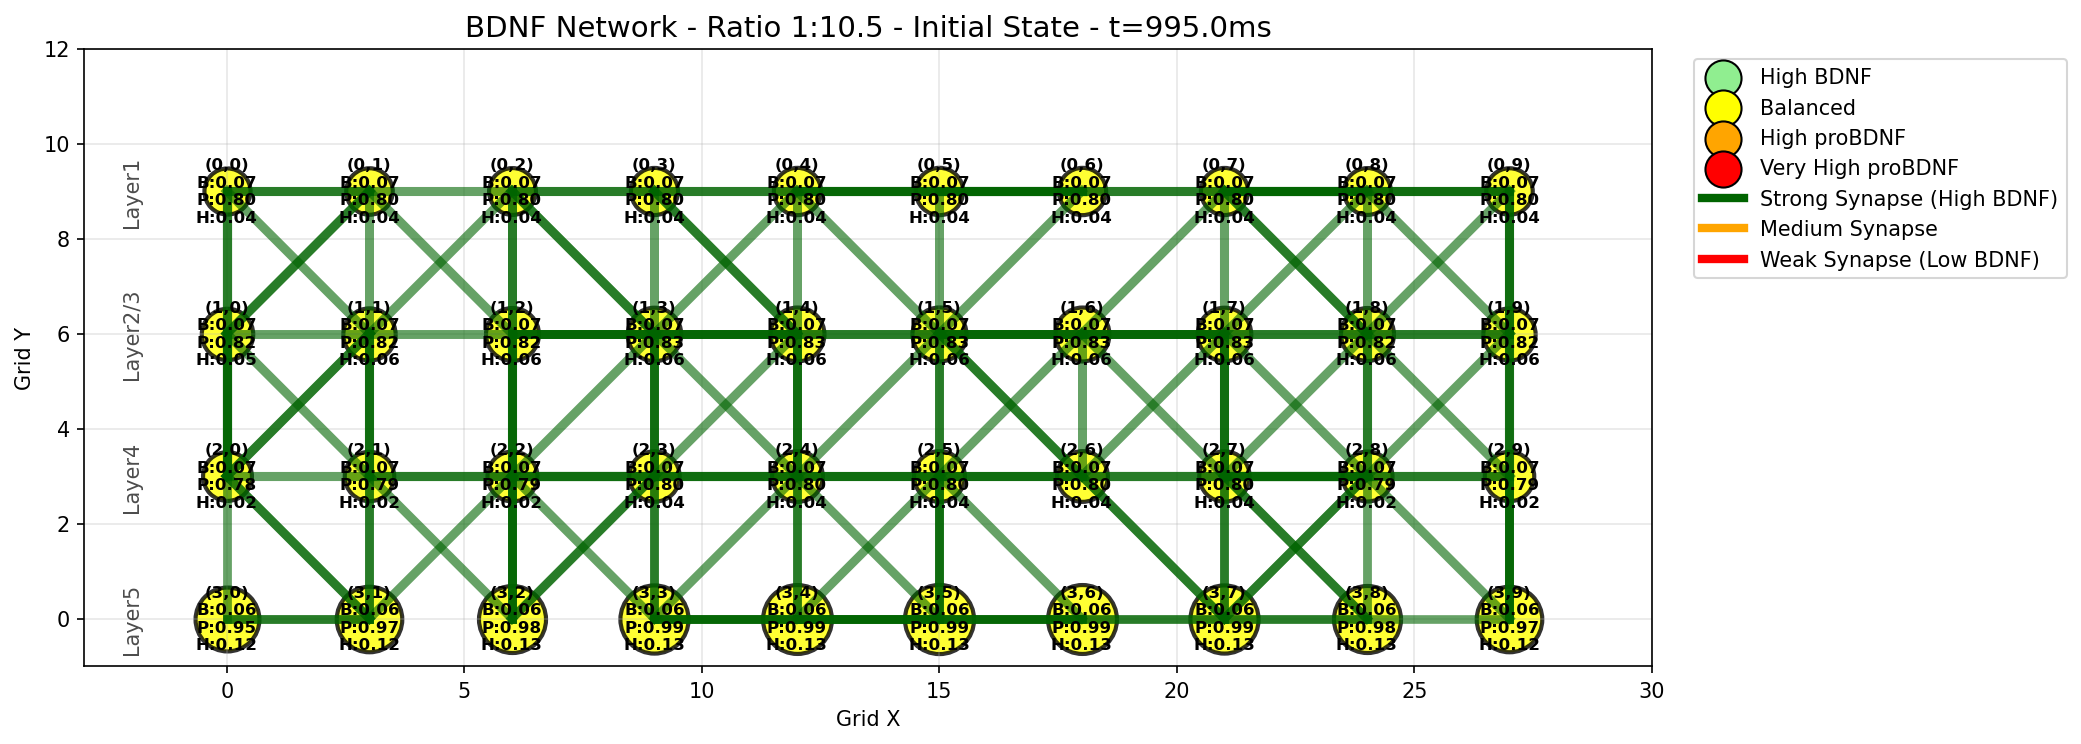 BDNF Network - Ratio 1:10.5 - Initial State - t=995.0ms
12
10
8
6
4
2
0
Grid Y
Layer1
Layer2/3
Layer4
Layer5
(0,0) (0,1) (0,2) (0,3) (0,4) (0,5) (0,6) (0,7) (0,8) (0,9)
B:0.07 B:0.07 B:0.07 B:0.07 B:0.07 B:0.07 B:0.07 B:0.07 B:0.07 B:0.07
P:0.80 P:0.80 P:0.80 P:0.80 P:0.80 P:0.80 P:0.80 P:0.80 P:0.80 P:0.80
H:0.04 H:0.04 H:0.04 H:0.04 H:0.04 H:0.04 H:0.04 H:0.04 H:0.04 H:0.04
(1,0) (1,1) (1,2) (1,3) (1,4) (1,5) (1,6) (1,7) (1,8) (1,9)
B:0.07 B:0.07 B:0.07 B:0.07 B:0.07 B:0.07 B:0.07 B:0.07 B:0.07 B:0.07
P:0.82 P:0.82 P:0.82 P:0.83 P:0.83 P:0.83 P:0.83 P:0.83 P:0.82 P:0.82
H:0.05 H:0.06 H:0.06 H:0.06 H:0.06 H:0.06 H:0.06 H:0.06 H:0.06 H:0.06
(2,0) (2,1) (2,2) (2,3) (2,4) (2,5) (2,6) (2,7) (2,8) (2,9)
B:0.07 B:0.07 B:0.07 B:0.07 B:0.07 B:0.07 B:0.07 B:0.07 B:0.07 B:0.07
P:0.78 P:0.79 P:0.79 P:0.80 P:0.80 P:0.80 P:0.80 P:0.80 P:0.79 P:0.79
H:0.02 H:0.02 H:0.02 H:0.04 H:0.04 H:0.04 H:0.04 H:0.04 H:0.02 H:0.02
(3,0) (3,1) (3,2) (3,3) (3,4) (3,5) (3,6) (3,7) (3,8) (3,9)
B:0.06 B:0.06 B:0.06 B:0.06 B:0.06 B:0.06 B:0.06 B:0.06 B:0.06 B:0.06
P:0.95 P:0.97 P:0.98 P:0.99 P:0.99 P:0.99 P:0.99 P:0.99 P:0.98 P:0.97
H:0.12 H:0.12 H:0.13 H:0.13 H:0.13 H:0.13 H:0.13 H:0.13 H:0.13 H:0.12
0 5 10 15 20 25 30
Grid X
High BDNF
Balanced
High proBDNF
Very High proBDNF
Strong Synapse (High BDNF)
Medium Synapse
Weak Synapse (Low BDNF)